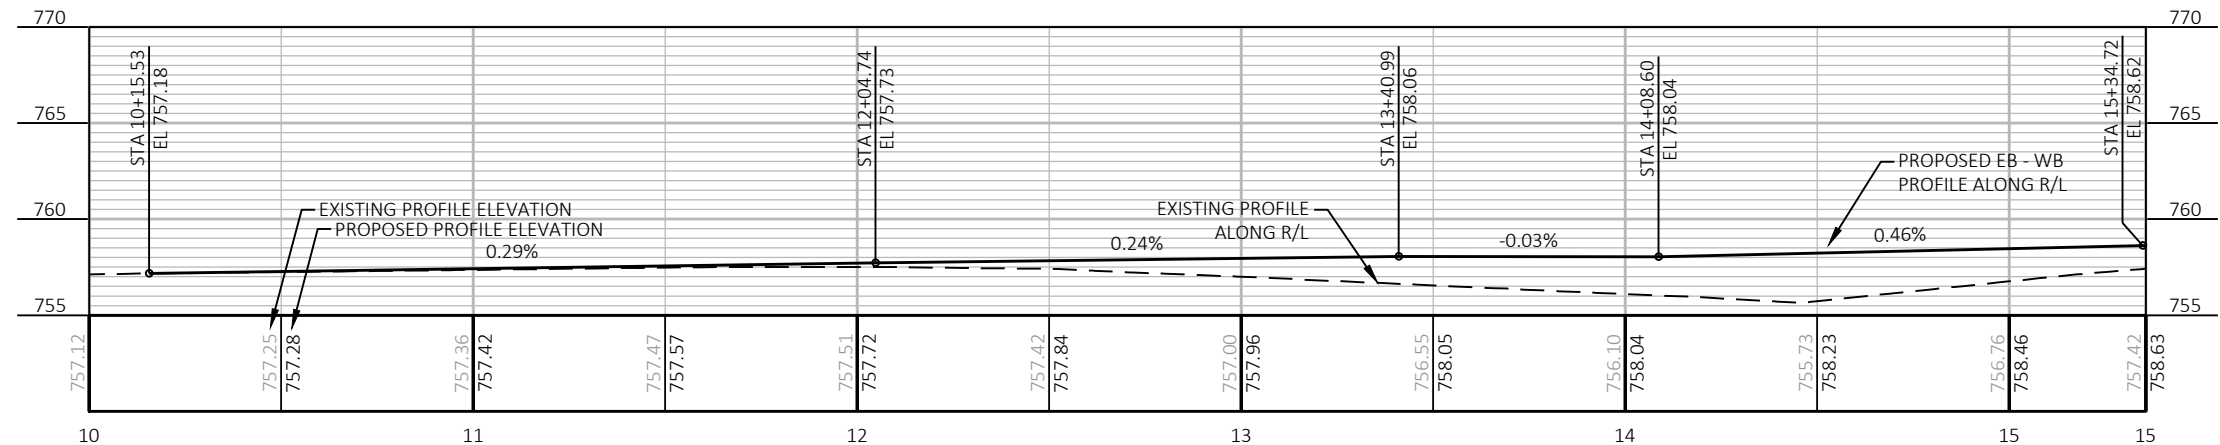 770
770
765
765
760
760
755
755
STA 10+15.53
EL 757.18
STA 12+04.74
EL 757.73
STA 13+40.99
EL 758.06
STA 14+08.60
EL 758.04
STA 15+34.72
EL 758.62
EXISTING PROFILE ELEVATION
PROPOSED PROFILE ELEVATION
0.29%
0.24%
EXISTING PROFILE
ALONG R/L
-0.03%
0.46%
PROPOSED EB - WB
PROFILE ALONG R/L
757.12
757.25
757.28
757.36
757.42
757.47
757.57
757.51
757.72
757.42
757.84
757.00
757.96
756.55
758.05
756.10
758.04
755.73
758.23
756.76
758.46
757.42
758.63
10
11
12
13
14
15
15